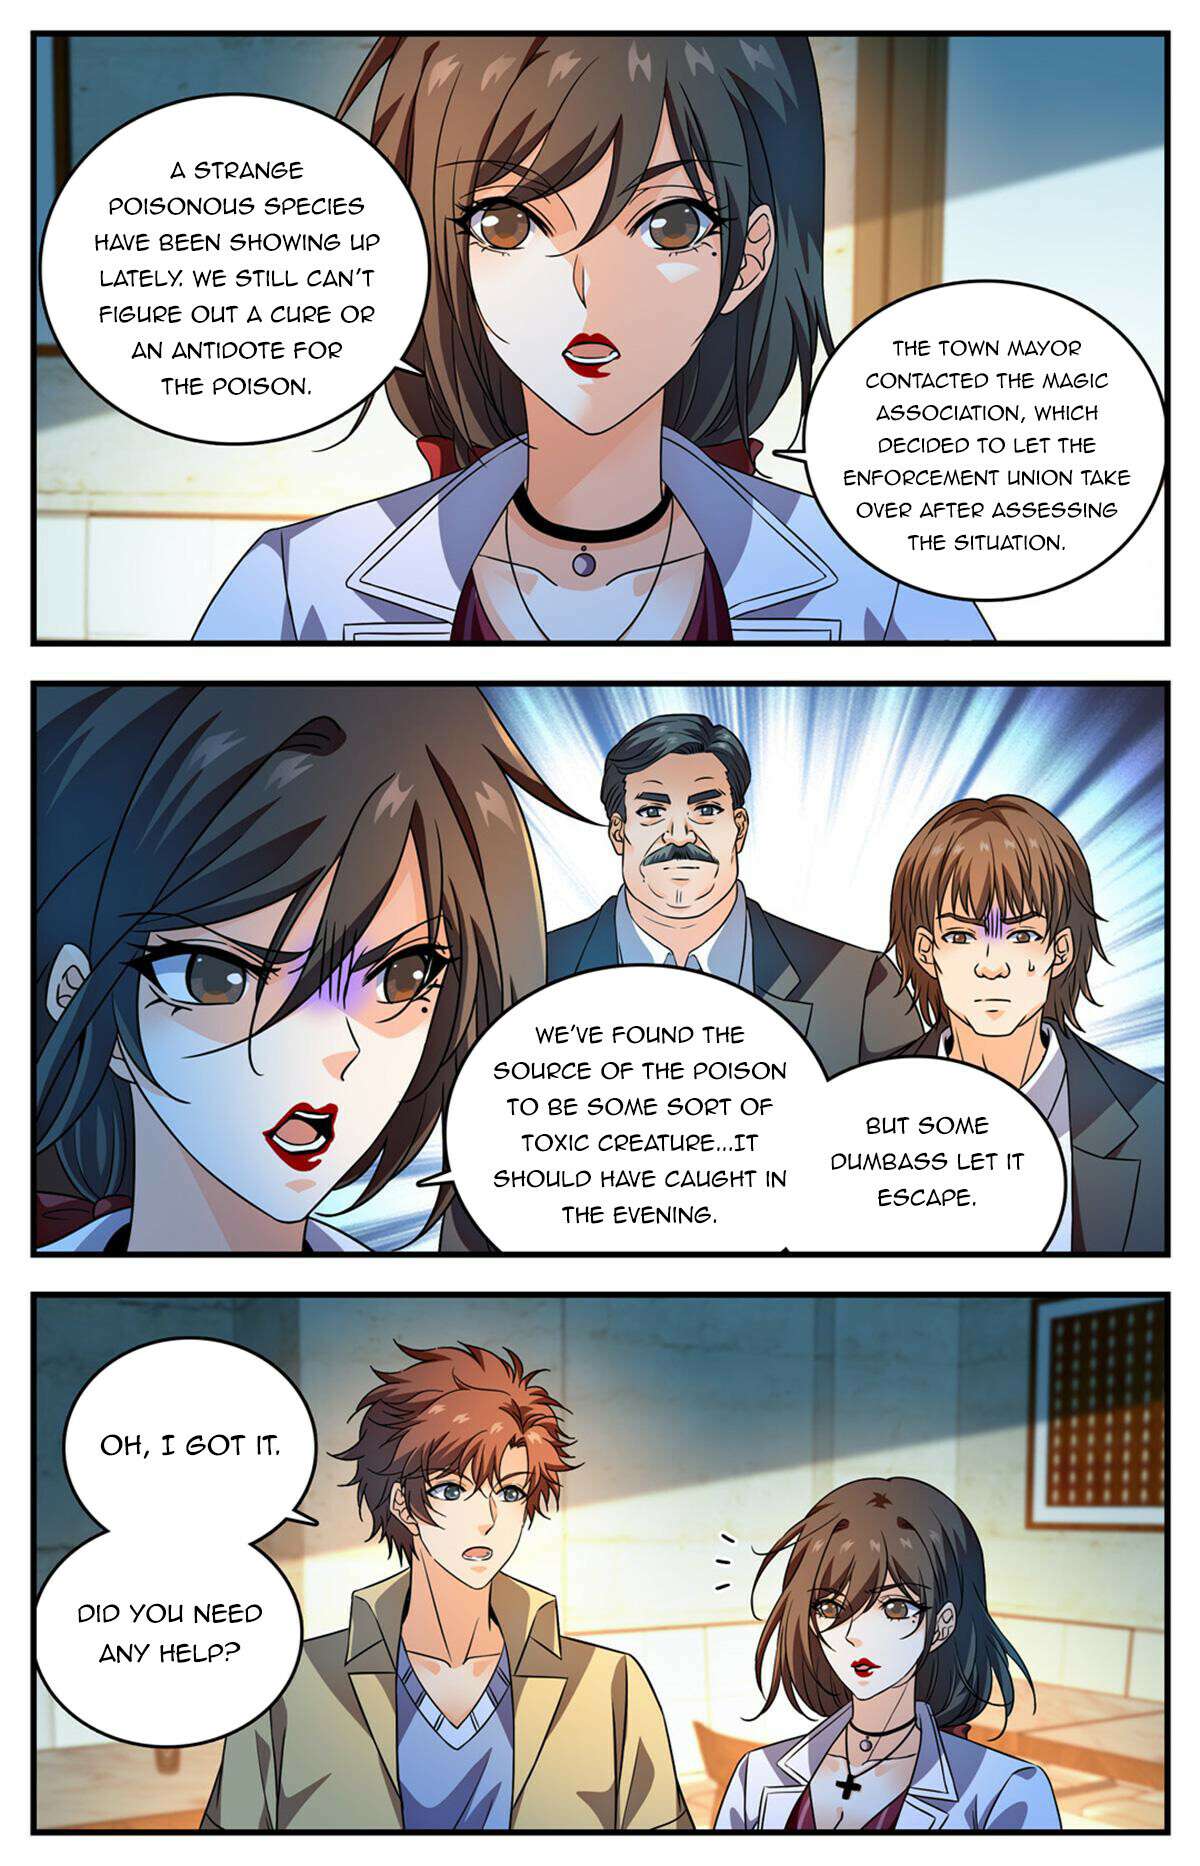 A STRANGE
POISONOUS SPECIES
HAVE BEEN SHOWING UP
LATELY. WE STILL CAN'T
FIGURE OUT A CURE OR
AN ANTIDOTE FOR
THE POISON.
THE TOWN MAYOR
CONTACTED THE MAGIC
ASSOCIATION, WHICH
DECIDED TO LET THE
ENFORCEMENT UNION TAKE
OVER AFTER ASSESSING
THE SITUATION.
WE'VE FOUND THE
SOURCE OF THE POISON
TO BE SOME SORT OF
TOXIC CREATURE...IT
SHOULD HAVE CAUGHT IN
THE EVENING.
BUT SOME
DUMBASS LET IT
ESCAPE.
OH, I GOT IT.
DID YOU NEED
ANY HELP?